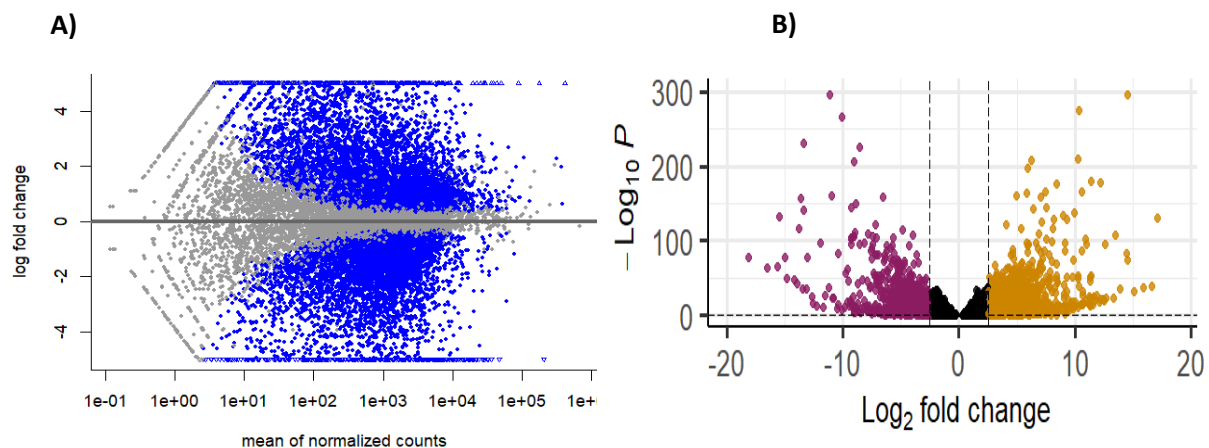 A)
B)
log fold change
4
2
0
-2
-4
1e-01 1e+00 1e+01 1e+02 1e+03 1e+04 1e+05
mean of normalized counts
−Log10 P
300
200
100
0
-20 -10 0 10 20
Log2 fold change